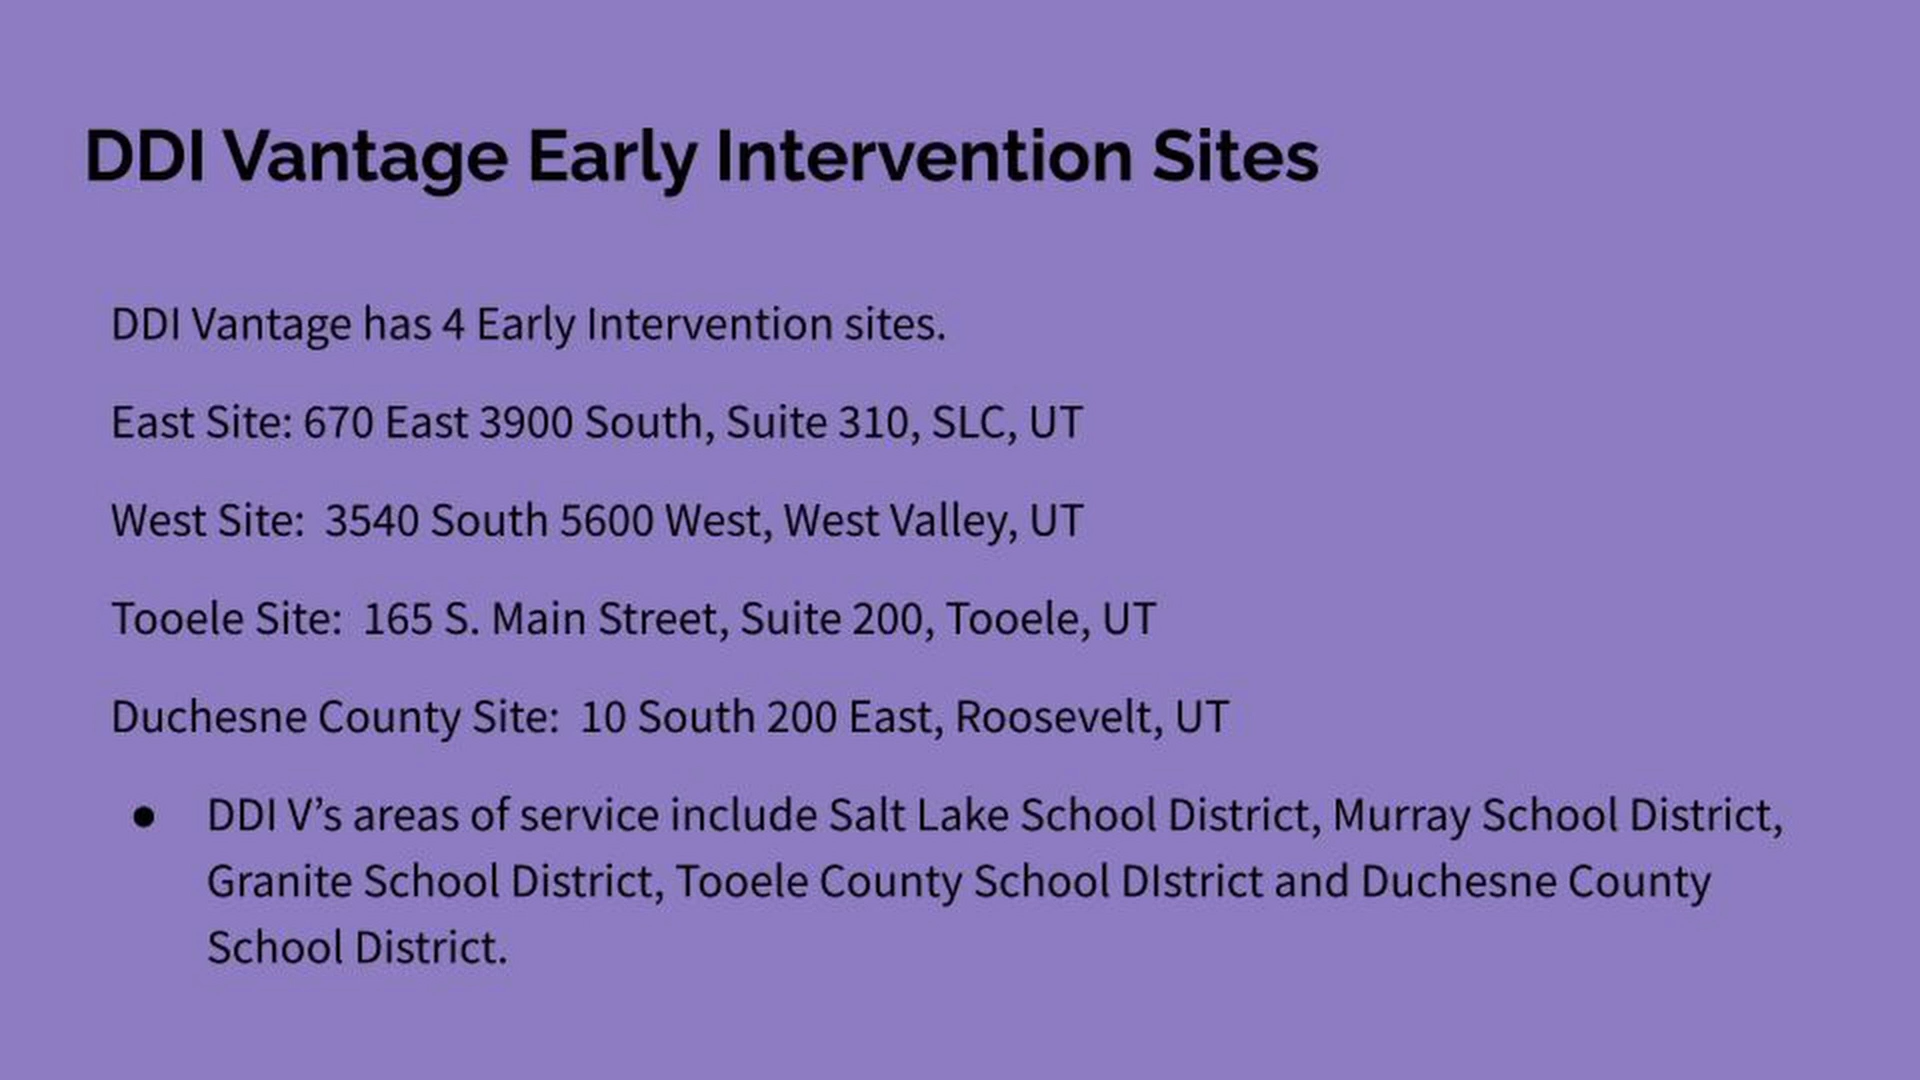 DDI Vantage Early Intervention Sites
DDI Vantage has 4 Early Intervention sites.
East Site: 670 East 3900 South, Suite 310, SLC, UT
West Site:  3540 South 5600 West, West Valley, UT
Tooele Site:  165 S. Main Street, Suite 200, Tooele, UT
Duchesne County Site:  10 South 200 East, Roosevelt, UT
● DDI V’s areas of service include Salt Lake School District, Murray School District,
Granite School District, Tooele County School DIstrict and Duchesne County
School District.